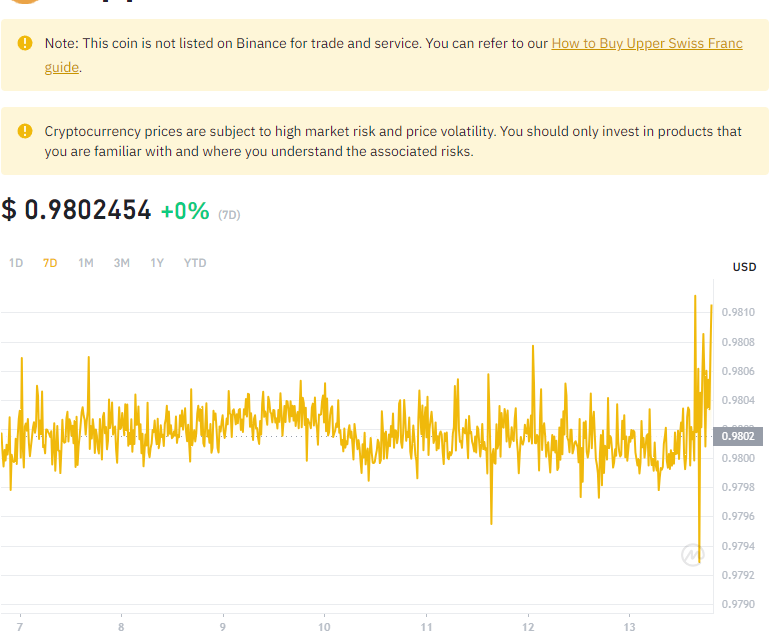 Note: This coin is not listed on Binance for trade and service. You can refer to our How to Buy Upper Swiss Franc
guide.
Cryptocurrency prices are subject to high market risk and price volatility. You should only invest in products that
you are familiar with and where you understand the associated risks.
$ 0.9802454 +0% (7D)
1D 7D 1M 3M 1Y YTD
USD
0.9810
0.9808
0.9806
0.9804
0.9802
0.9800
0.9798
0.9796
0.9794
0.9792
0.9790
7 8 9 10 11 12 13